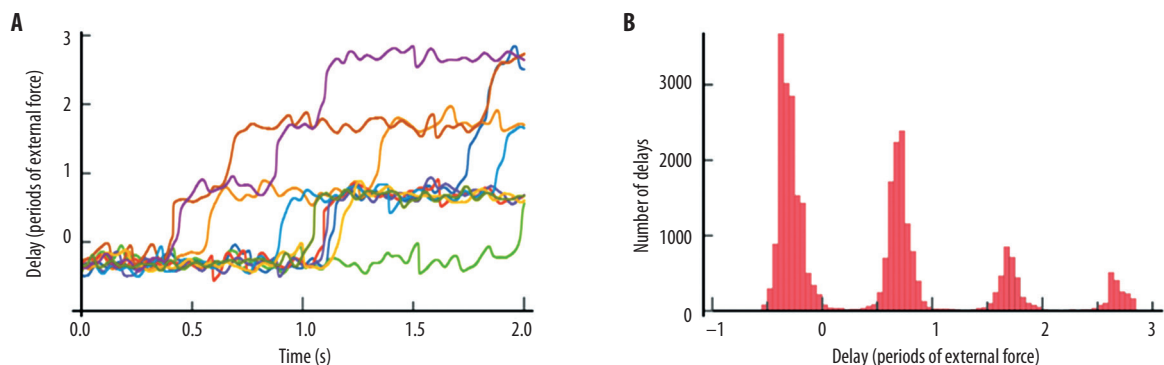 A
Delay (periods of external force)
3
2
1
0
0.0 0.5 1.0 1.5 2.0
Time (s)
B
Number of delays
3000
2000
1000
0
−1 0 1 2 3
Delay (periods of external force)